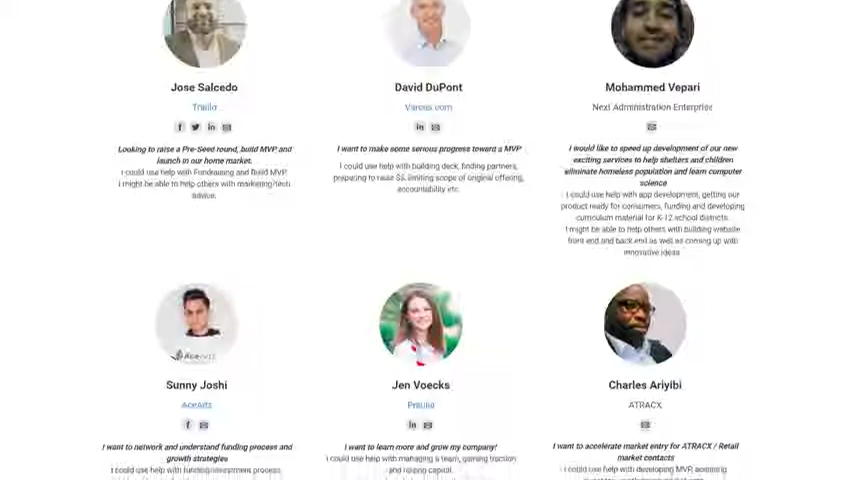 Jose Salcedo
David DuPont
Mohammed Vepari
Next Administration Enterprise
Looking to raise a Pre-Seed round, build MVP and
launch in our home market.
I could use help with Fundraising and Build MVP
I might be able to help others with marketing/tech
advice.
I want to make some serious progress toward a MVP
I could use help with building deck, finding partners,
preparing to raise $$, limiting scope of original offering,
accountability etc.
I would like to speed up development of our new
exciting services to help shelters and children
eliminate homeless population and learn computer
science
I could use help with app development, getting our
product ready for consumers, funding and developing
curriculum material for K-12 school districts.
I might be able to help others with building website
front end and back end as well as coming up with
innovative ideas
Sunny Joshi
Jen Voecks
Charles Ariyibi
AceArts
Praulia
ATRACX
I want to network and understand funding process and
growth strategies
I could use help with funding/investment process
I want to learn more and grow my company!
I could use help with managing a team, gaining traction
and raising capital.
I want to accelerate market entry for ATRACX / Retail
market contacts
I could use help with developing MVP,